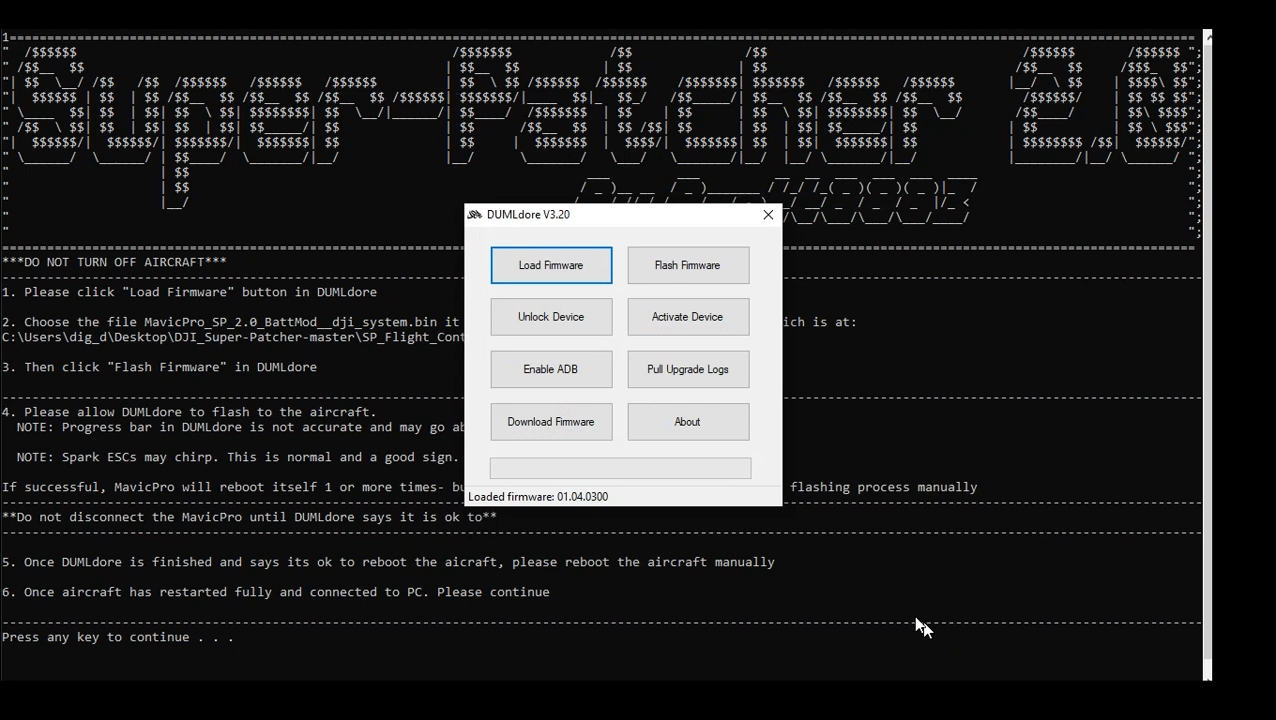 Super-Patcher 2.0
***DO NOT TURN OFF AIRCRAFT***
1. Please click "Load Firmware" button in DUMLdore
2. Choose the file MavicPro_SP_2.0_BattMod__dji_system.bin it
ich is at:
C:\Users\dig_d\Desktop\DJI_Super-Patcher-master\SP_Flight_Cont
3. Then click "Flash Firmware" in DUMLdore
4. Please allow DUMLdore to flash to the aircraft.
NOTE: Progress bar in DUMLdore is not accurate and may go ab
NOTE: Spark ESCs may chirp. This is normal and a good sign.
If successful, MavicPro will reboot itself 1 or more times- bu
flashing process manually
**Do not disconnect the MavicPro until DUMLdore says it is ok to**
5. Once DUMLdore is finished and says its ok to reboot the aicraft, please reboot the aircraft manually
6. Once aircraft has restarted fully and connected to PC. Please continue
Press any key to continue . . .
DUMLdore V3.20
Load Firmware
Flash Firmware
Unlock Device
Activate Device
Enable ADB
Pull Upgrade Logs
Download Firmware
About
Loaded firmware: 01.04.0300